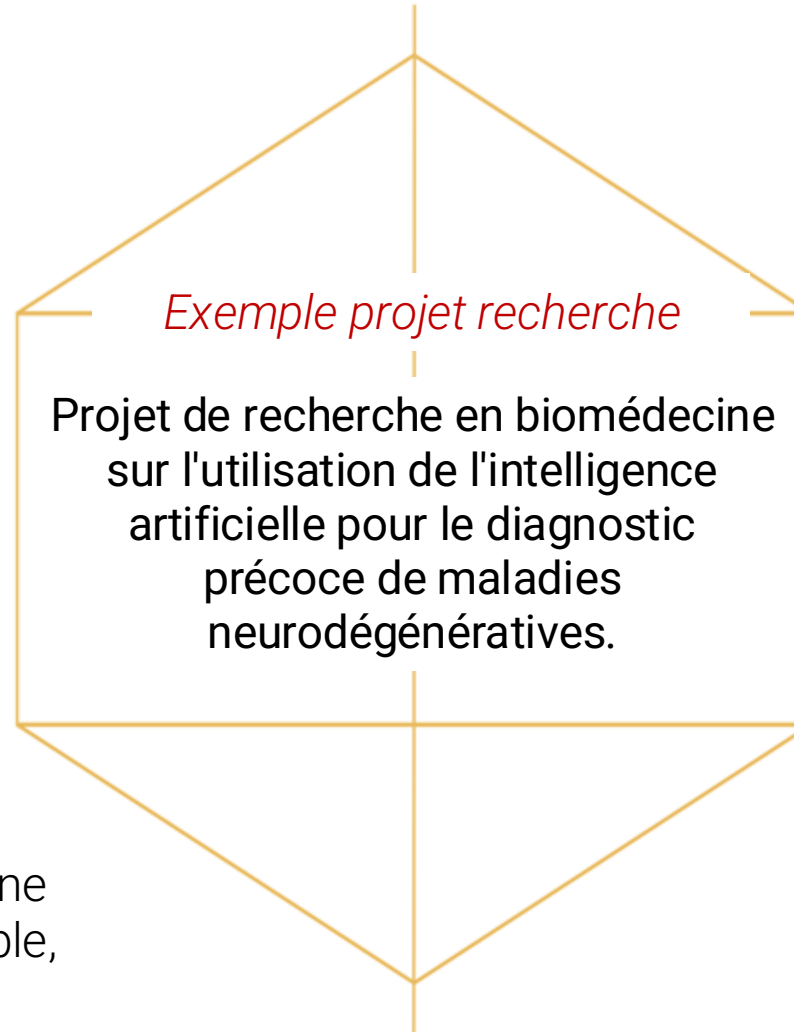 Exemple projet recherche
Projet de recherche en biomédecine
sur l'utilisation de l'intelligence
artificielle pour le diagnostic
précoce de maladies
neurodégénératives.